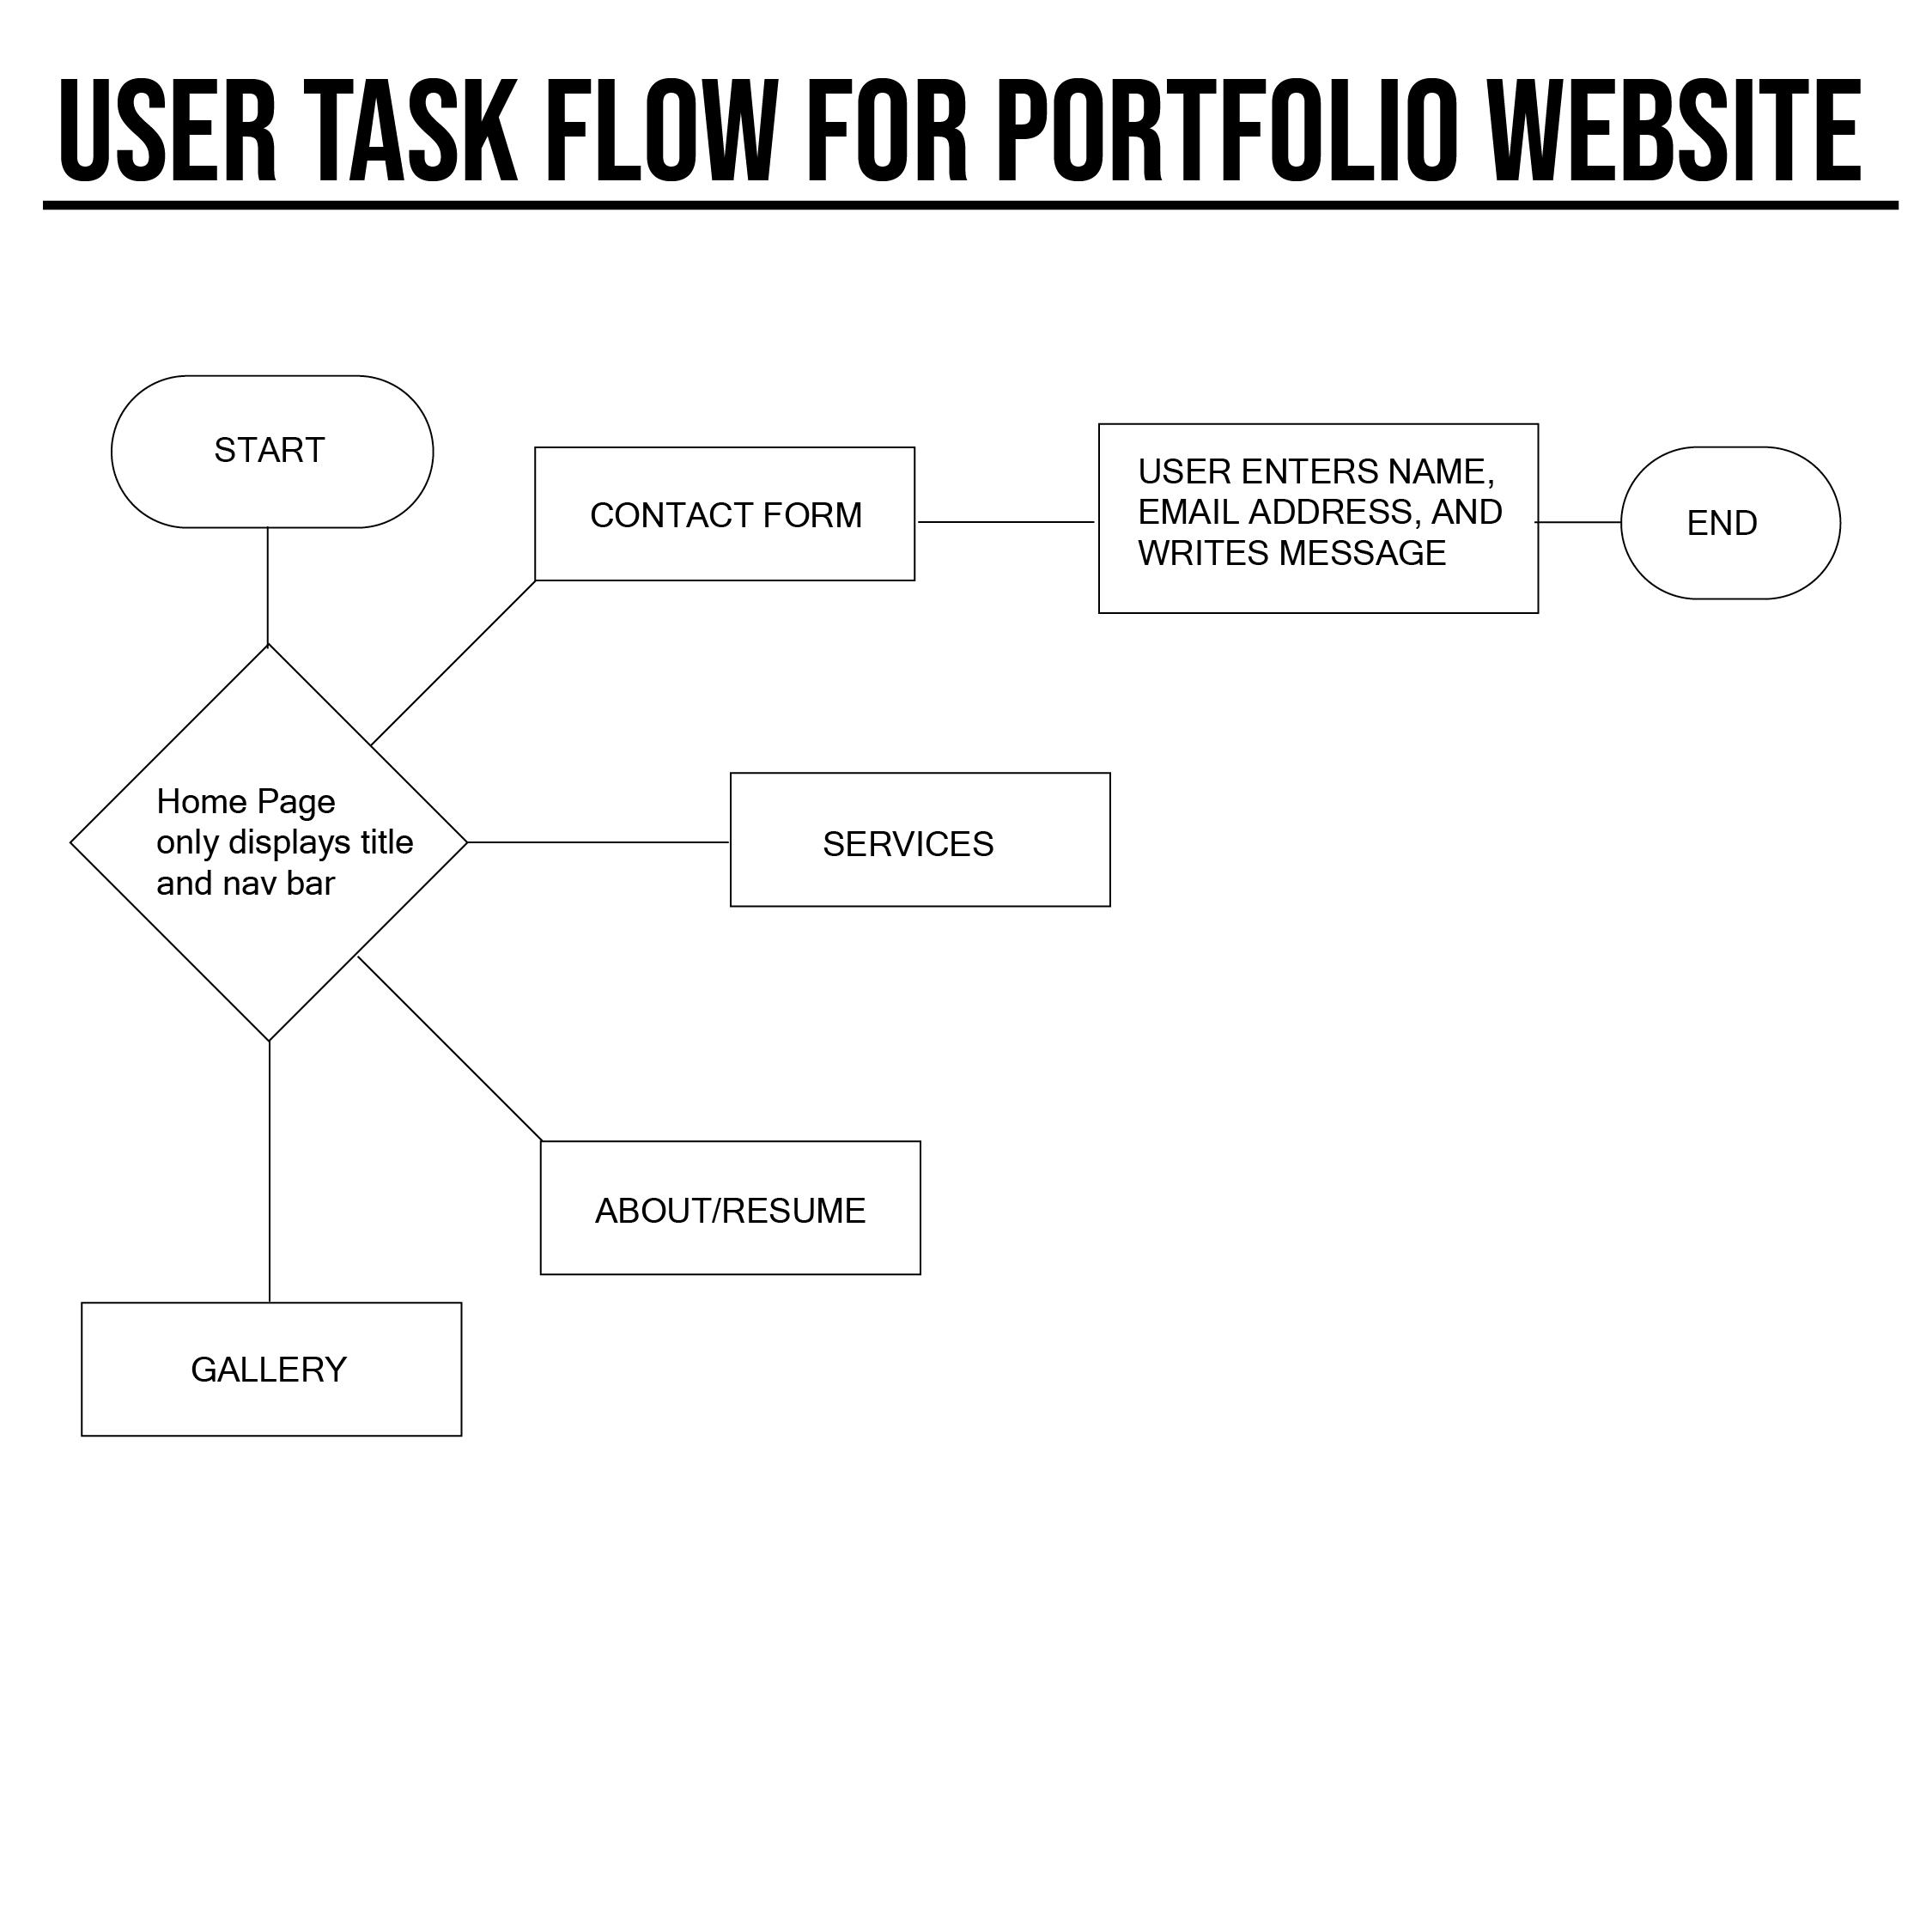 USER TASK FLOW FOR PORTFOLIO WEBSITE
START
CONTACT FORM
USER ENTERS NAME,
EMAIL ADDRESS, AND
WRITES MESSAGE
END
Home Page
only displays title
and nav bar
SERVICES
ABOUT/RESUME
GALLERY